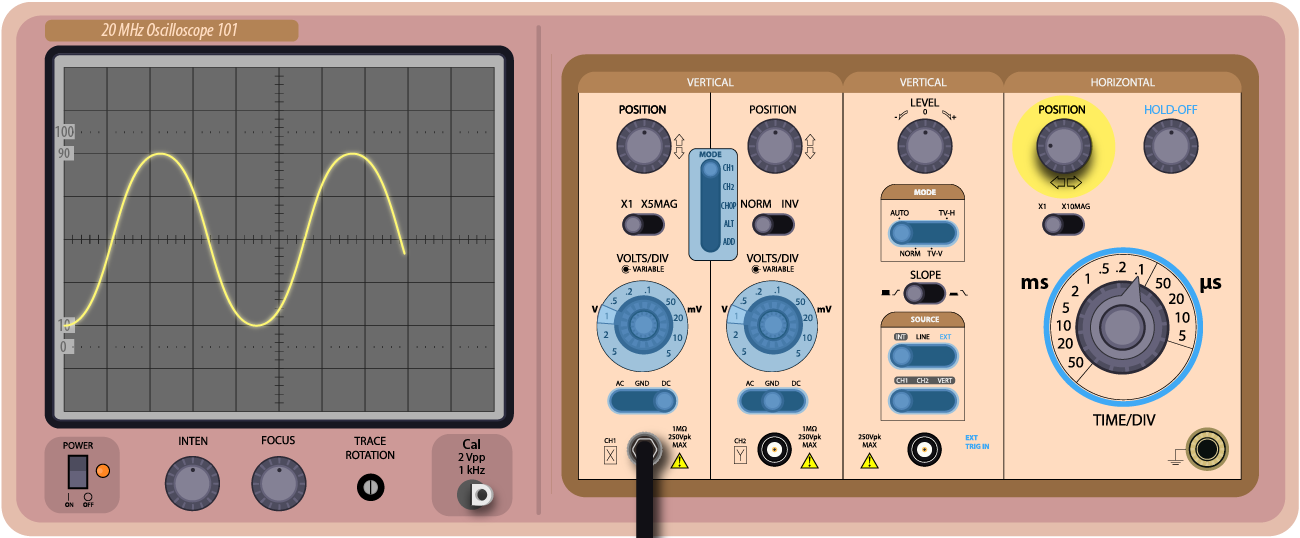 20 MHz Oscilloscope 101
100
90
10
0
POWER
ON OFF
INTEN
FOCUS
TRACE
ROTATION
Cal
2 Vpp
1 kHz
VERTICAL
POSITION
POSITION
MODE
CH1
CH2
CHOP
ALT
ADD
X1 X5MAG
NORM INV
VOLTS/DIV
VARIABLE
V
mV
.5 .2 .1 50 20 10 5
1 2 5
VOLTS/DIV
VARIABLE
V
mV
.5 .2 .1 50 20 10 5
1 2 5
AC GND DC
AC GND DC
CH1
X
1MΩ
250Vpk
MAX
CH2
Y
1MΩ
250Vpk
MAX
VERTICAL
LEVEL
- 0 +
MODE
AUTO TV-H
NORM TV-V
SLOPE
SOURCE
INT LINE EXT
CH1 CH2 VERT
250Vpk
MAX
EXT
TRIG IN
HORIZONTAL
POSITION
HOLD-OFF
X1 X10MAG
ms
µs
.5 .2 .1 50 20 10 5
1 2 5 10 20 50
TIME/DIV